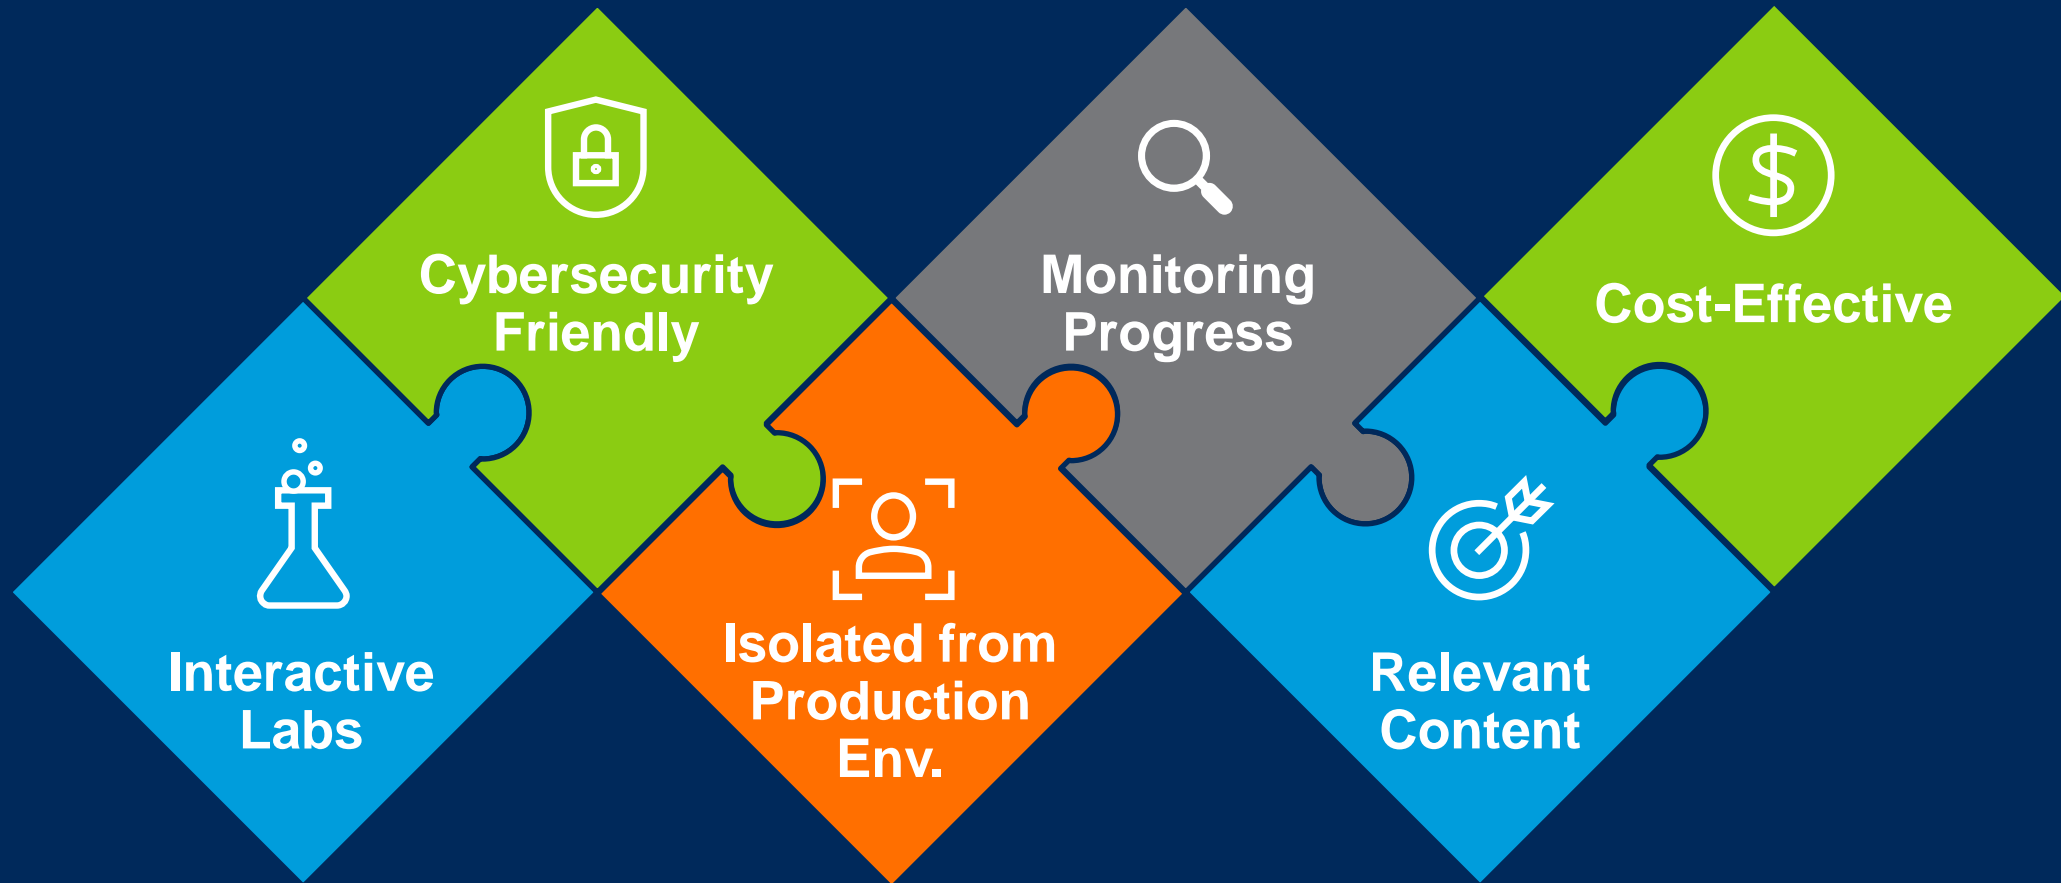 Cybersecurity
Friendly
Monitoring
Progress
Cost-Effective
Interactive
Labs
Isolated from
Production
Env.
Relevant
Content